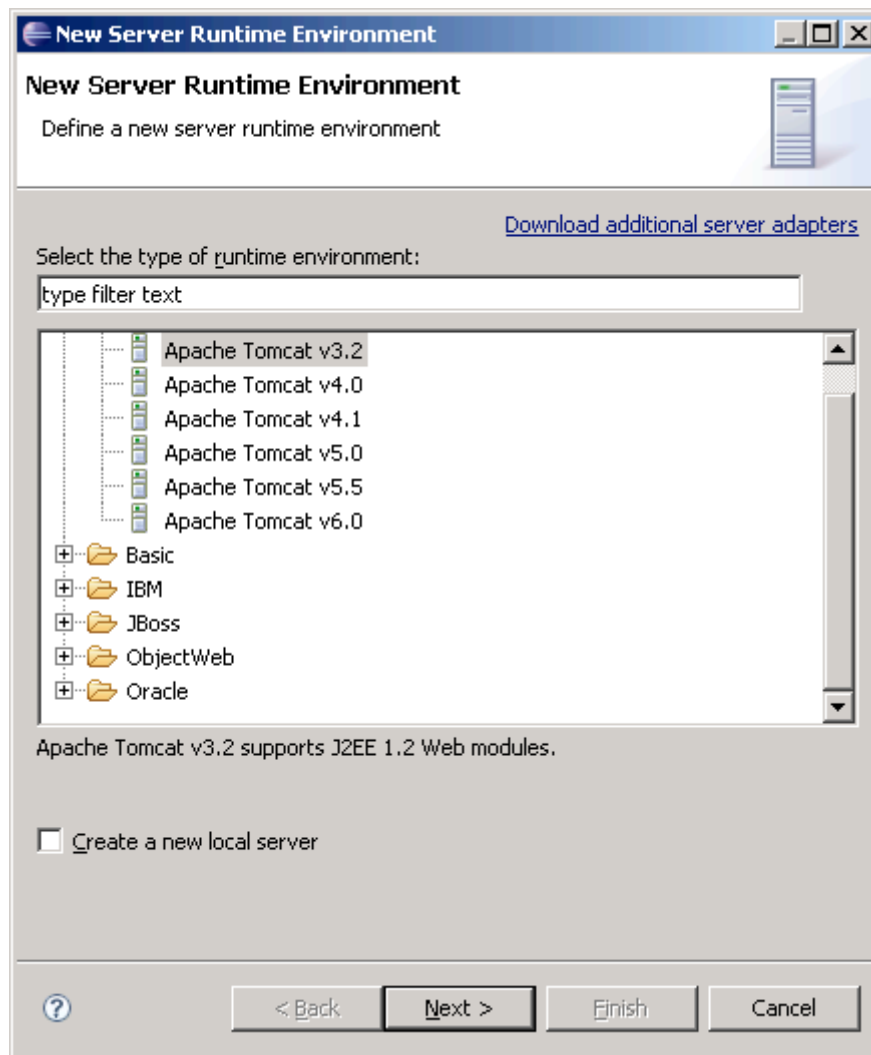 New Server Runtime Environment
New Server Runtime Environment
Define a new server runtime environment
Download additional server adapters
Select the type of runtime environment:
type filter text
Apache Tomcat v3.2
Apache Tomcat v4.0
Apache Tomcat v4.1
Apache Tomcat v5.0
Apache Tomcat v5.5
Apache Tomcat v6.0
Basic
IBM
JBoss
ObjectWeb
Oracle
Apache Tomcat v3.2 supports J2EE 1.2 Web modules.
Create a new local server
? < Back Next > Finish Cancel